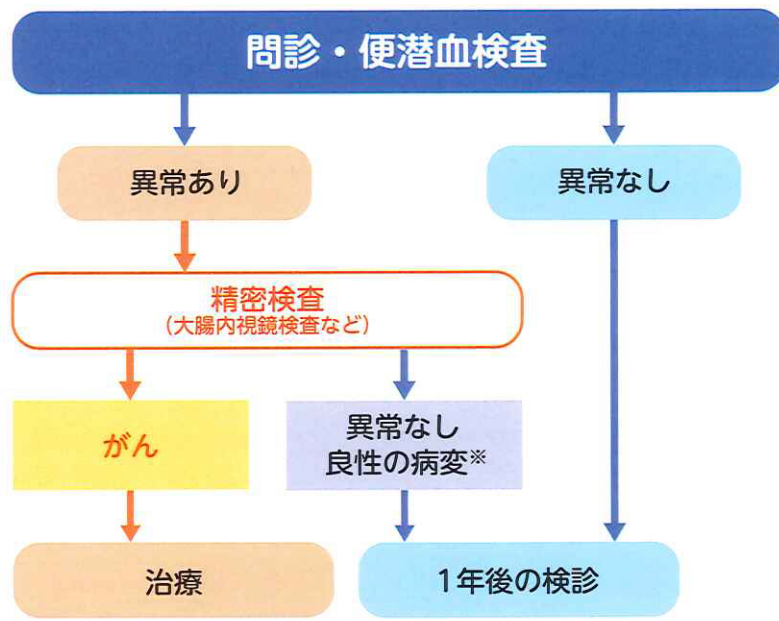 問診・便潜血検査
異常あり
異常なし
精密検査
(大腸内視鏡検査など)
がん
異常なし
良性の病変※
治療
1年後の検診